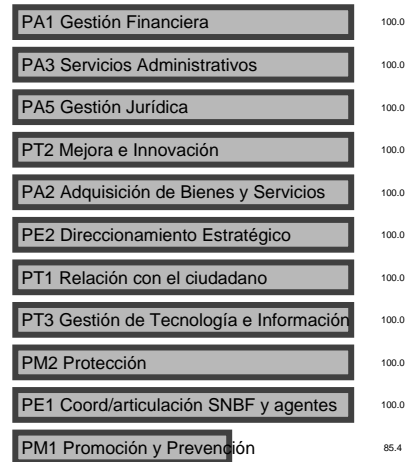 PA1 Gestión Financiera 100.0
PA3 Servicios Administrativos 100.0
PA5 Gestión Jurídica 100.0
PT2 Mejora e Innovación 100.0
PA2 Adquisición de Bienes y Servicios 100.0
PE2 Direccionamiento Estratégico 100.0
PT1 Relación con el ciudadano 100.0
PT3 Gestión de Tecnología e Información 100.0
PM2 Protección 100.0
PE1 Coord/articulación SNBF y agentes 100.0
PM1 Promoción y Prevención 85.4